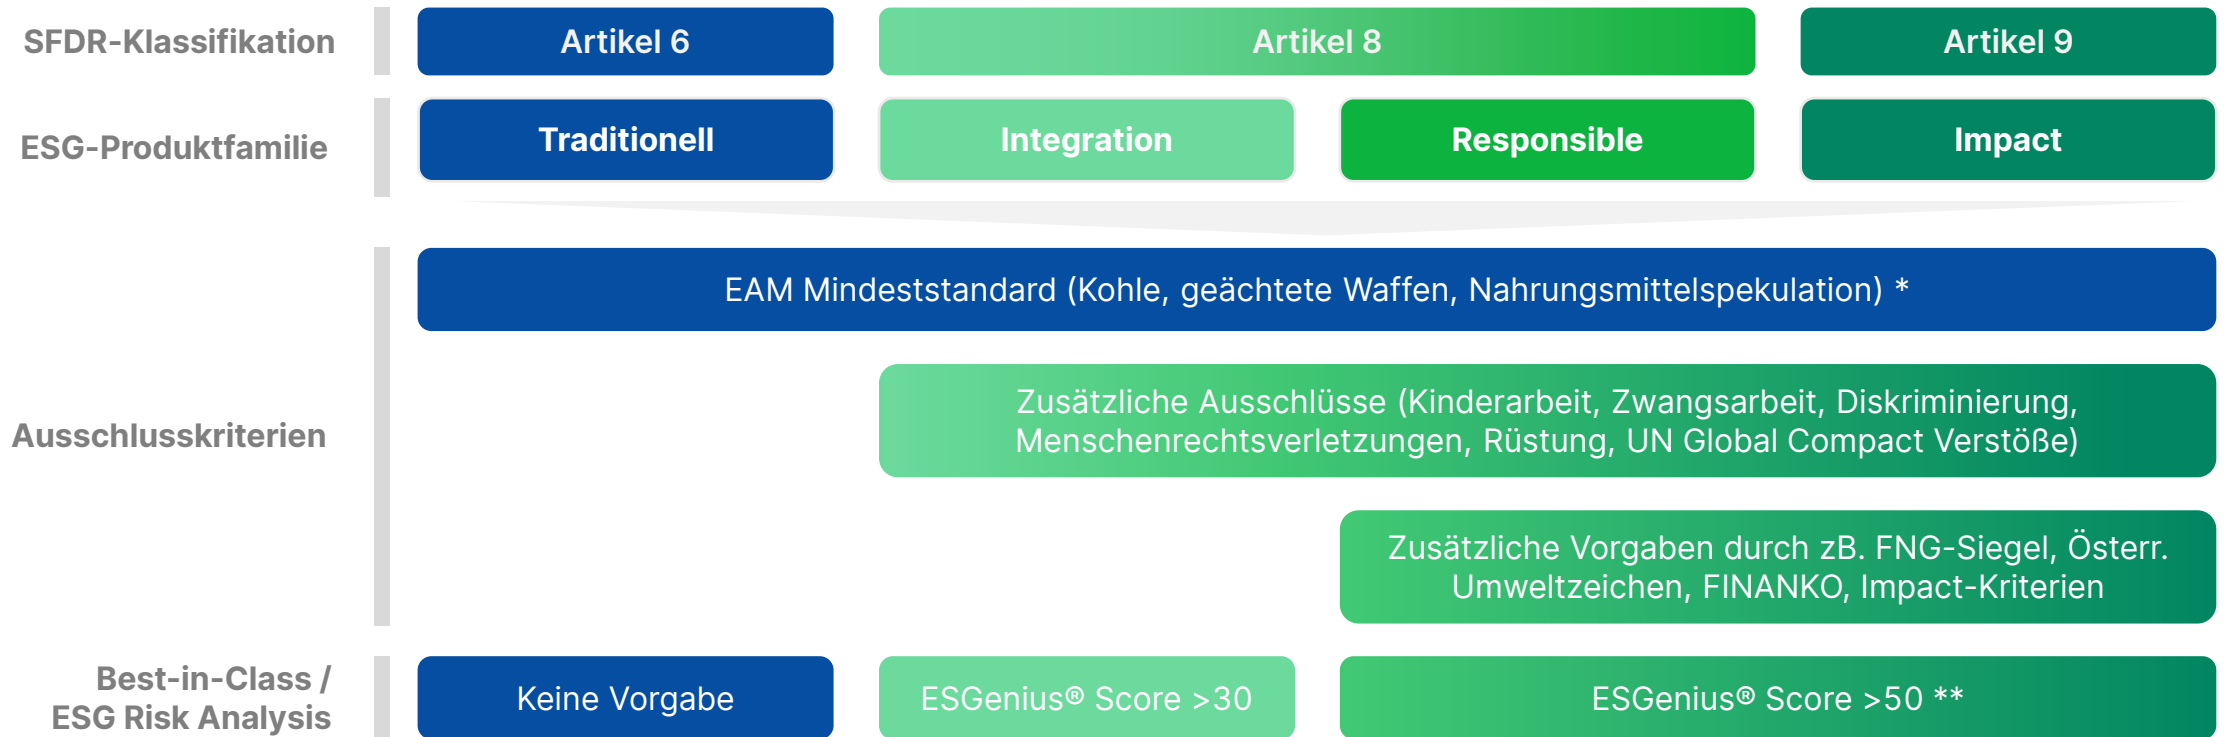 SFDR-Klassifikation
Artikel 6
Artikel 8
Artikel 9
ESG-Produktfamilie
Traditionell
Integration
Responsible
Impact
EAM Mindeststandard (Kohle, geächtete Waffen, Nahrungsmittelspekulation) *
Ausschlusskriterien
Zusätzliche Ausschlüsse (Kinderarbeit, Zwangsarbeit, Diskriminierung,
Menschenrechtsverletzungen, Rüstung, UN Global Compact Verstöße)
Zusätzliche Vorgaben durch zB. FNG-Siegel, Österr.
Umweltzeichen, FINANKO, Impact-Kriterien
Best-in-Class /
ESG Risk Analysis
Keine Vorgabe
ESGenius® Score >30
ESGenius® Score >50 **